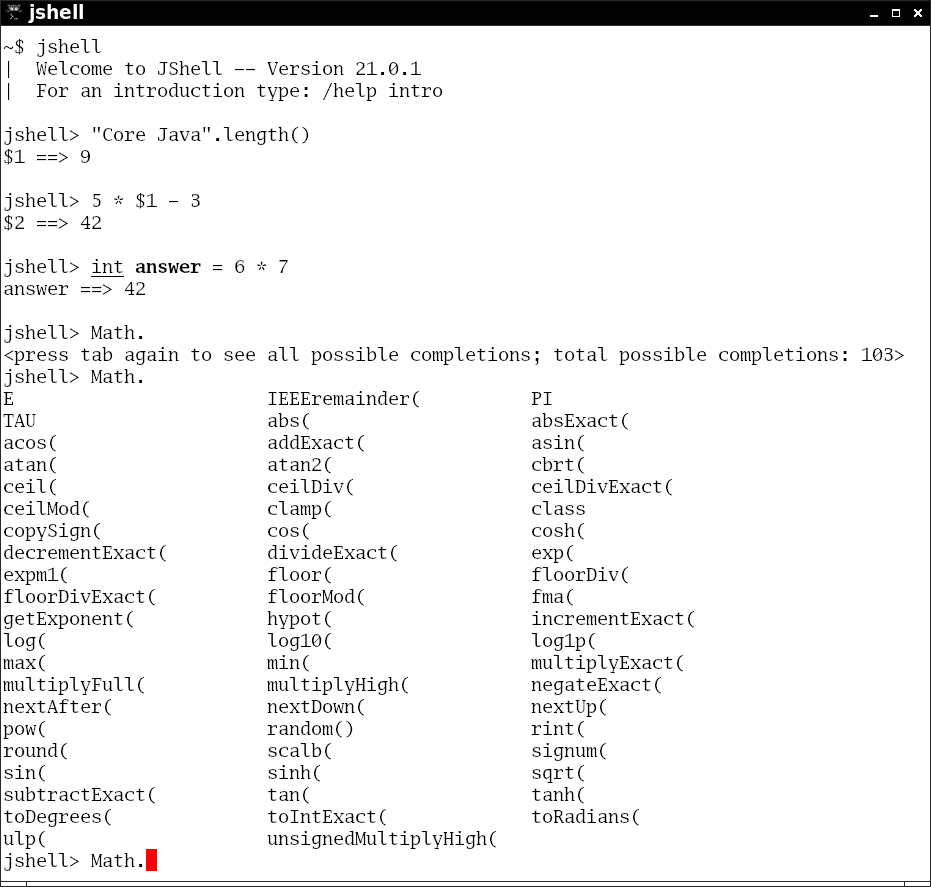 jshell
~$ jshell
|  Welcome to JShell -- Version 21.0.1
|  For an introduction type: /help intro
jshell> "Core Java".length()
$1 ==> 9
jshell> 5 * $1 - 3
$2 ==> 42
jshell> int answer = 6 * 7
answer ==> 42
jshell> Math.
<press tab again to see all possible completions; total possible completions: 103>
jshell> Math.
E                       IEEEremainder(          PI
TAU                     abs(                    absExact(
acos(                   addExact(               asin(
atan(                   atan2(                  cbrt(
ceil(                   ceilDiv(                ceilDivExact(
ceilMod(                clamp(                  class
copySign(               cos(                    cosh(
decrementExact(         divideExact(            exp(
expm1(                  floor(                  floorDiv(
floorDivExact(          floorMod(               fma(
getExponent(            hypot(                  incrementExact(
log(                    log10(                  log1p(
max(                    min(                    multiplyExact(
multiplyFull(           multiplyHigh(           negateExact(
nextAfter(              nextDown(               nextUp(
pow(                    random()                rint(
round(                  scalb(                  signum(
sin(                    sinh(                   sqrt(
subtractExact(          tan(                    tanh(
toDegrees(              toIntExact(             toRadians(
ulp(                    unsignedMultiplyHigh(
jshell> Math.